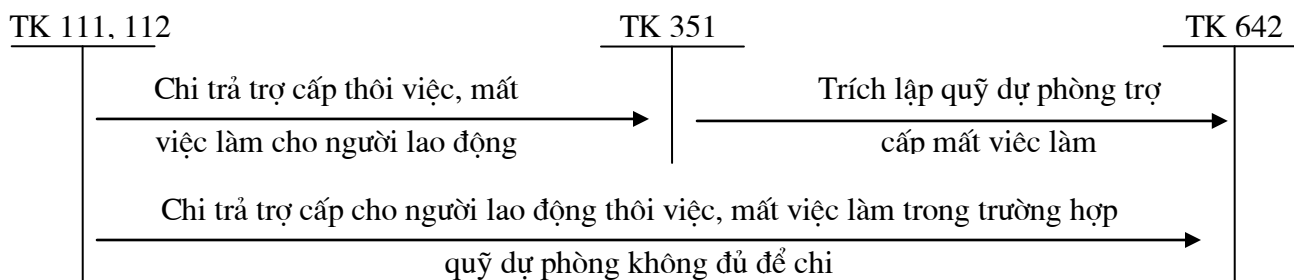 TK 111, 112 TK 351 TK 642
Chi trả trợ cấp thôi việc, mất
việc làm cho người lao động
Trích lập quỹ dự phòng trợ
cấp mất viêc làm
Chi trả trợ cấp cho người lao động thôi việc, mất việc làm trong trường hợp
quỹ dự phòng không đủ để chi